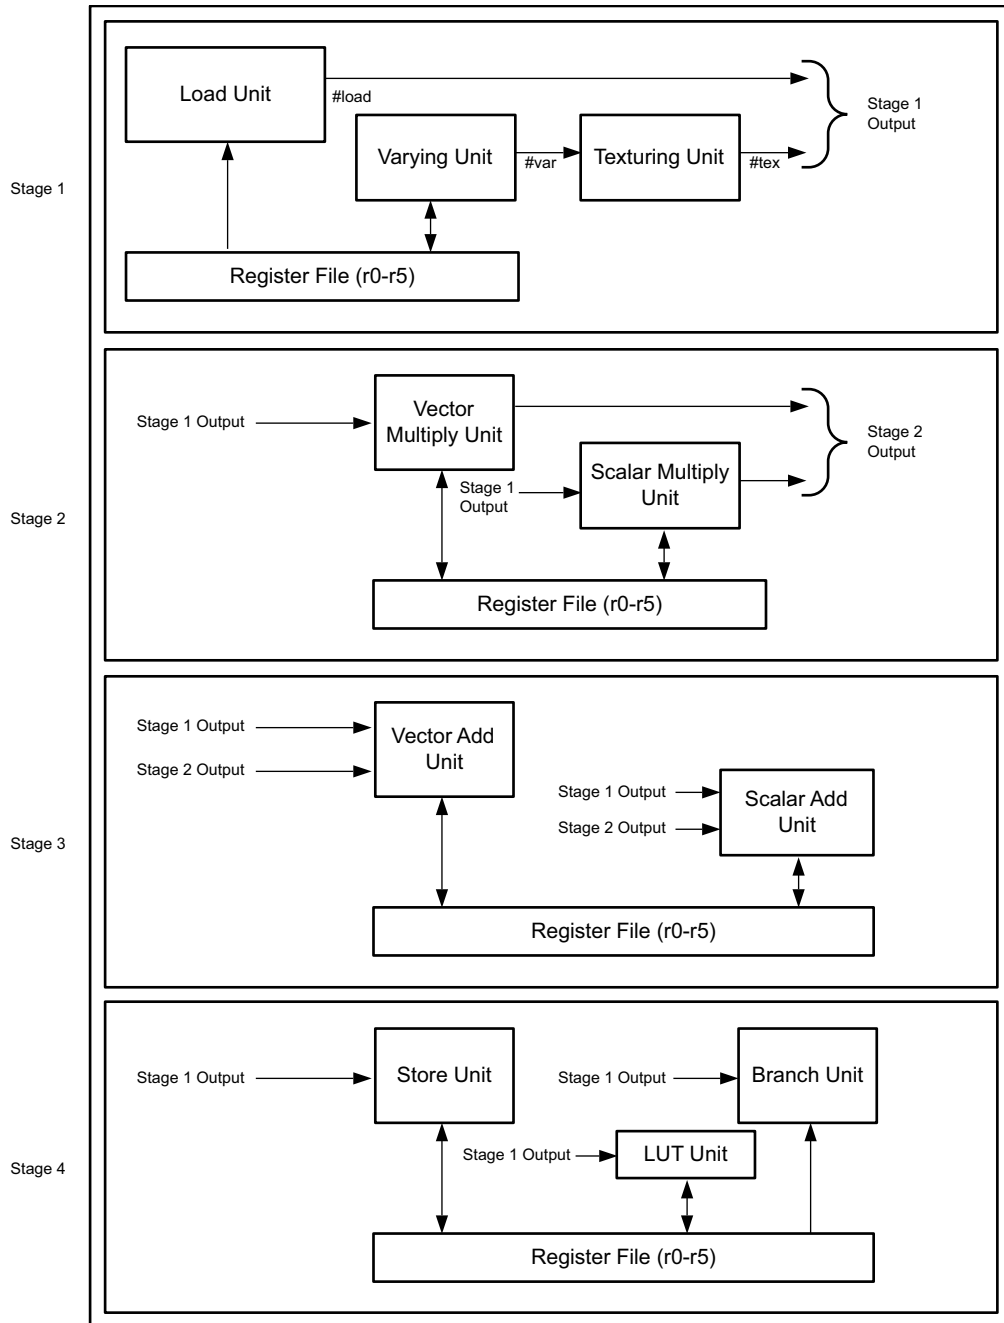 Stage 1
Load Unit
#load
Varying Unit
#var
Texturing Unit
#tex
Stage 1
Output
Register File (r0-r5)
Stage 2
Stage 1 Output
Vector
Multiply Unit
Stage 1
Output
Scalar Multiply
Unit
Stage 2
Output
Register File (r0-r5)
Stage 3
Stage 1 Output
Stage 2 Output
Vector Add
Unit
Stage 1 Output
Stage 2 Output
Scalar Add
Unit
Register File (r0-r5)
Stage 4
Stage 1 Output
Store Unit
Stage 1 Output
Branch Unit
Stage 1 Output
LUT Unit
Register File (r0-r5)